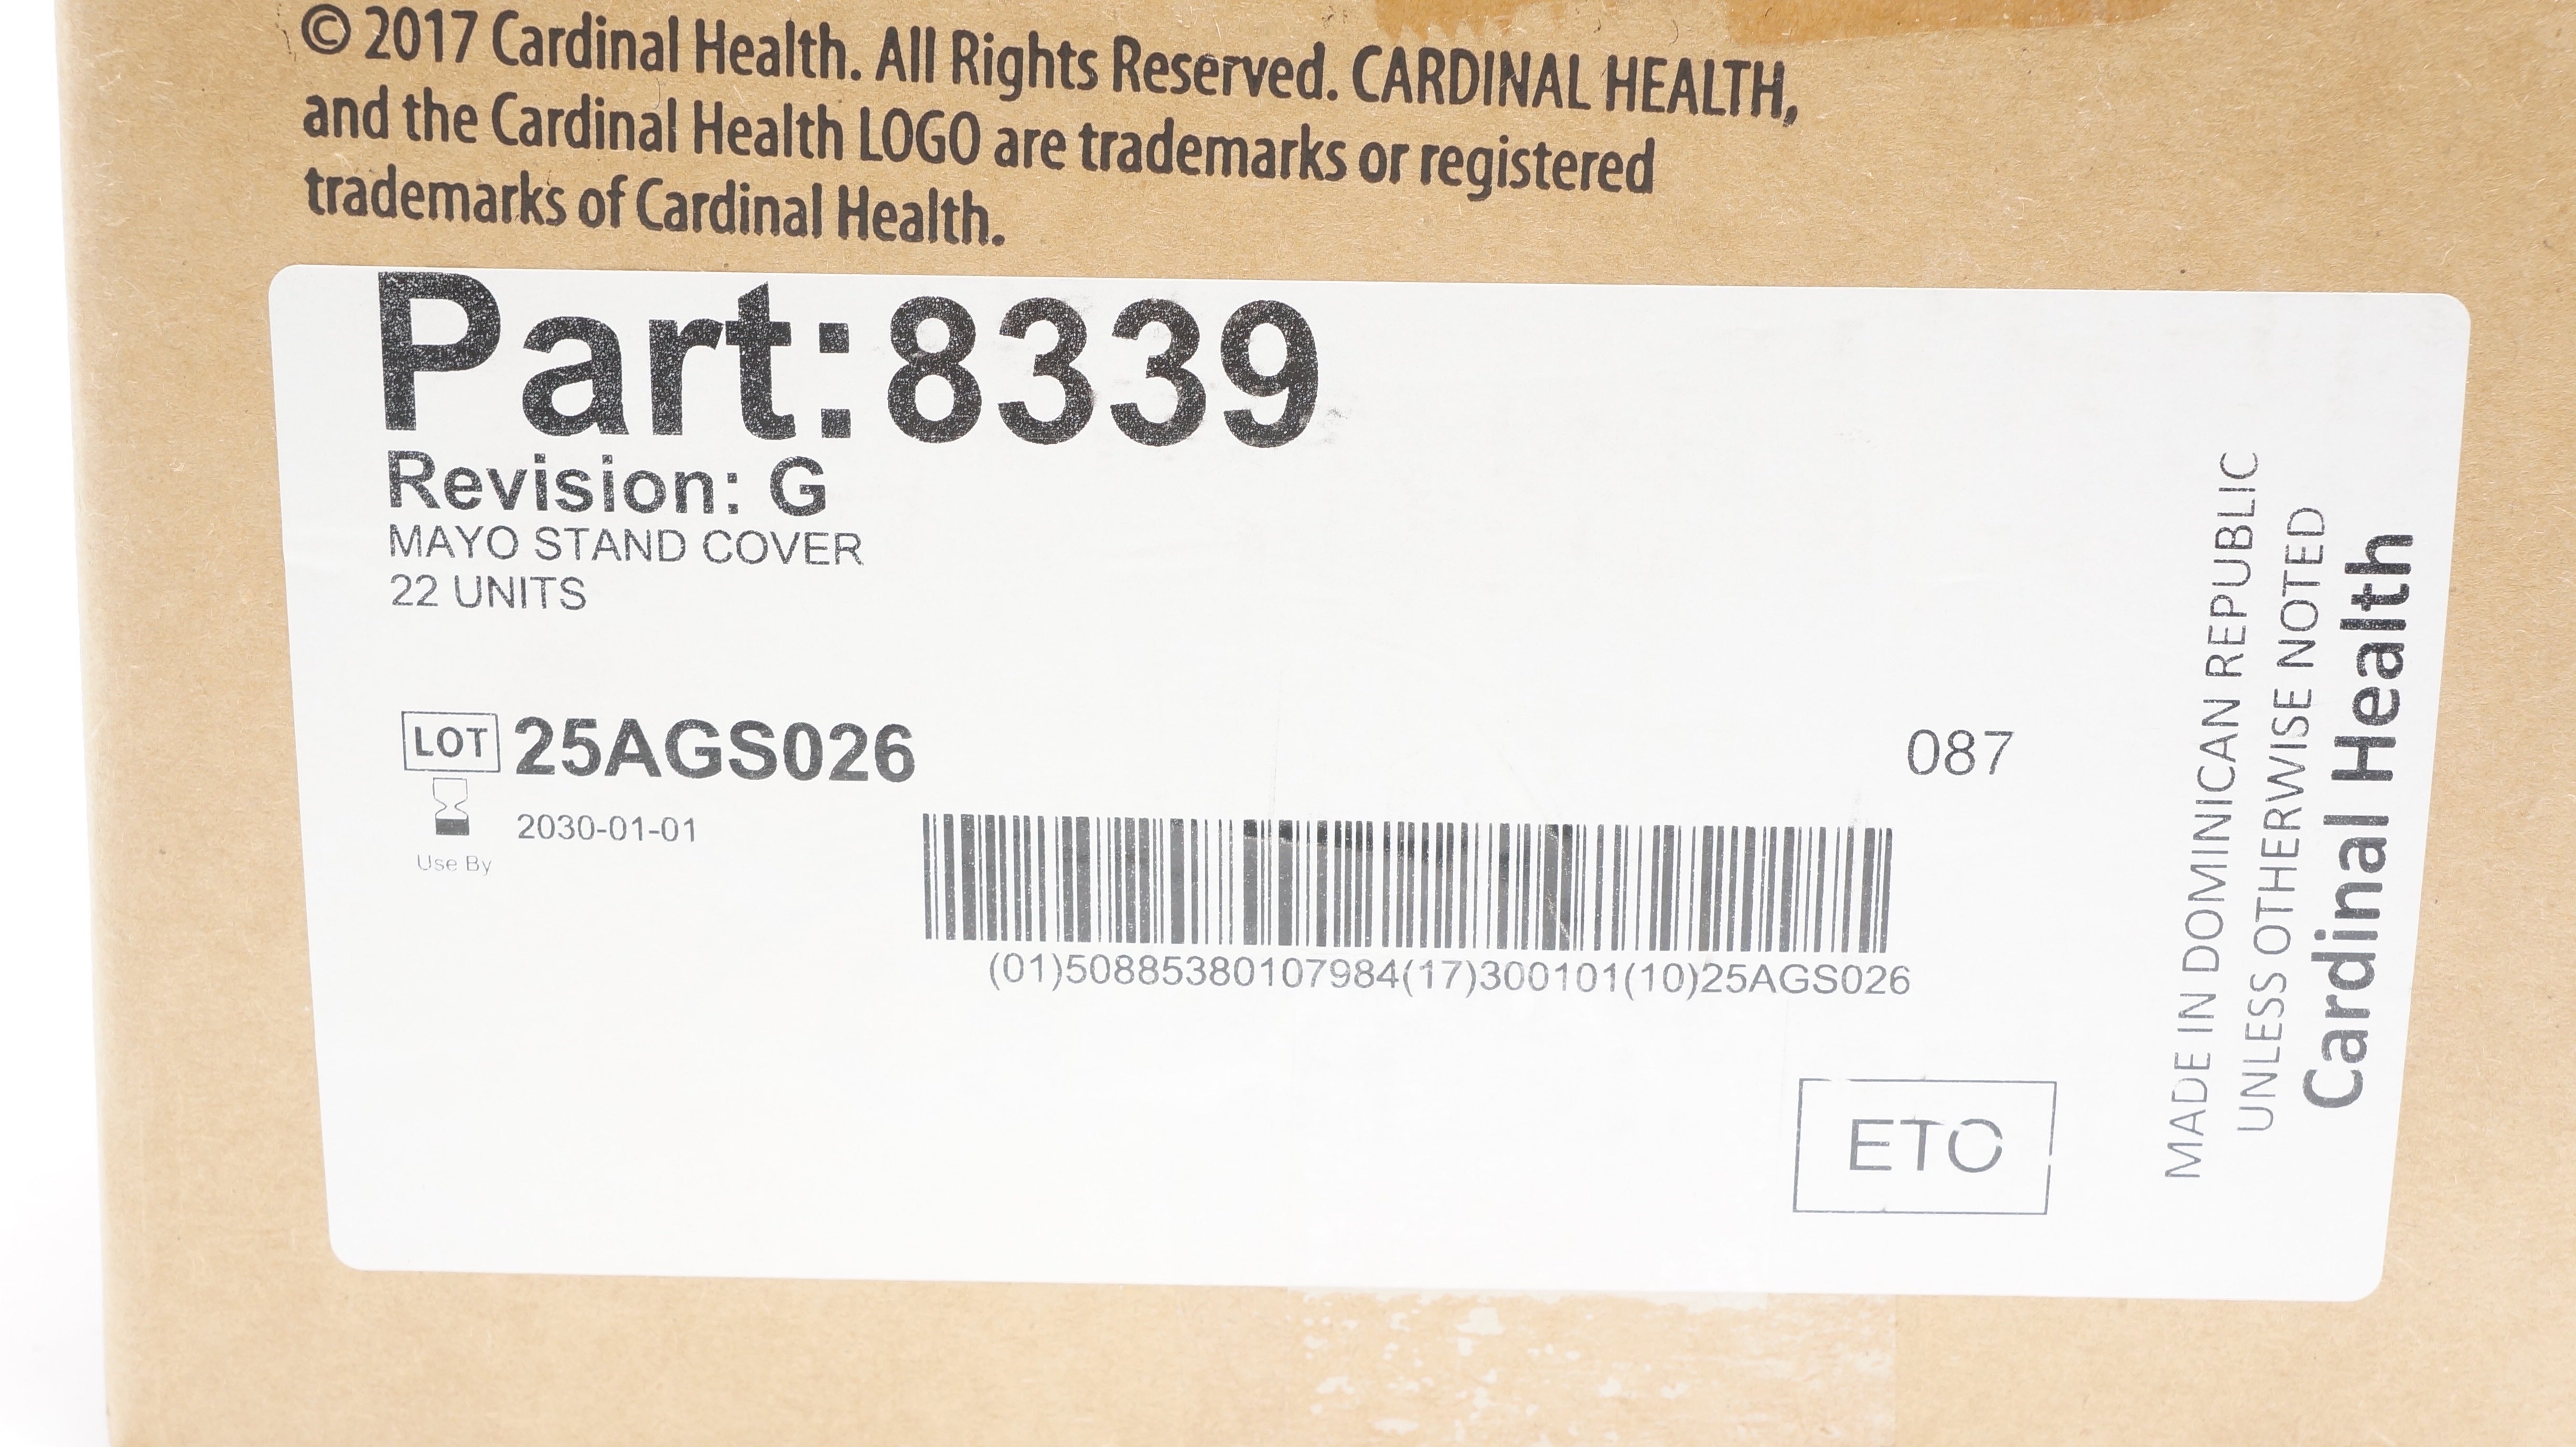 © 2017 Cardinal Health. All Rights Reserved. CARDINAL HEALTH,
and the Cardinal Health LOGO are trademarks or registered
trademarks of Cardinal Health.
Part:8339
Revision: G
MAYO STAND COVER
22 UNITS
LOT 25AGS026
087
2030-01-01
Use By
(01)50885380107984(17)300101(10)25AGS026
ETO
MADE IN DOMINICAN REPUBLIC
UNLESS OTHERWISE NOTED
Cardinal Health